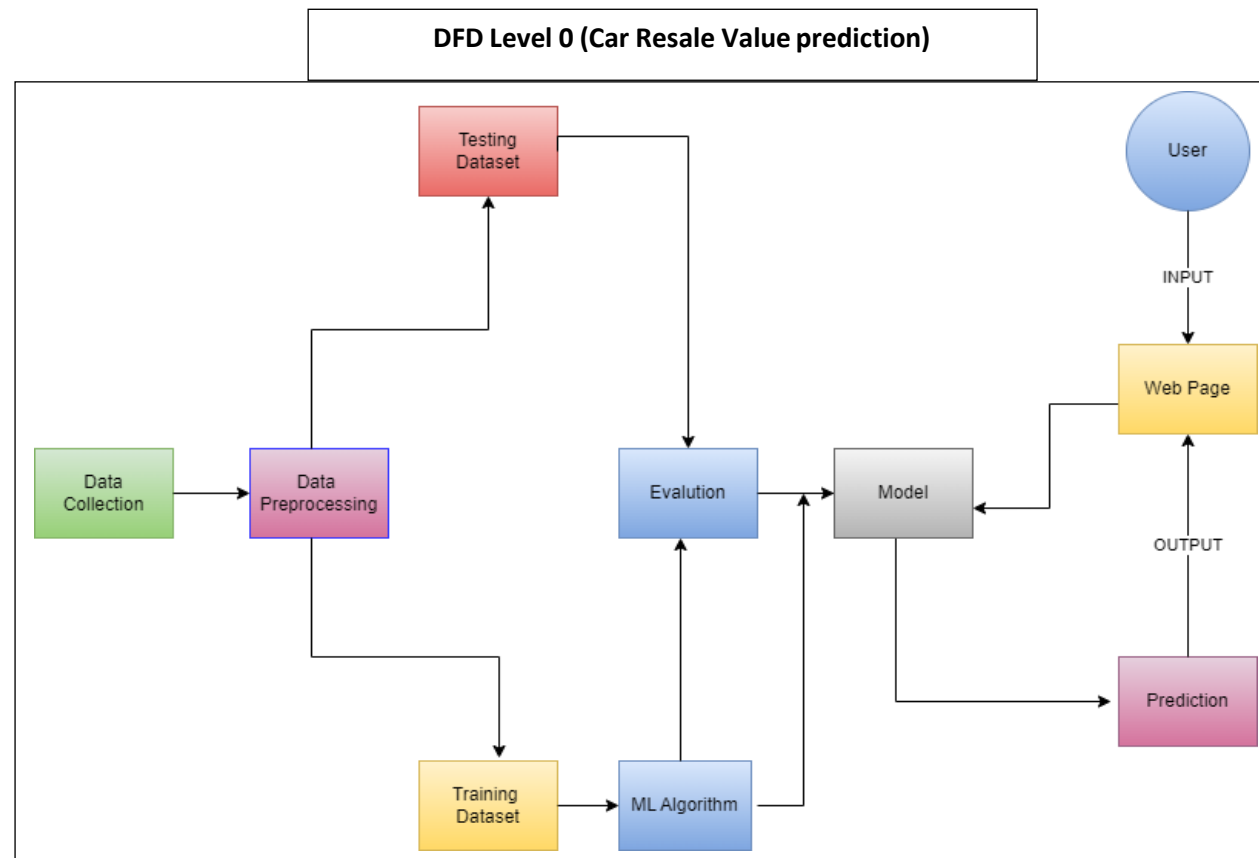 DFD Level 0 (Car Resale Value prediction)
Testing
Dataset
User
INPUT
Web Page
Data
Collection
Data
Preprocessing
Evalution
Model
OUTPUT
Prediction
Training
Dataset
ML Algorithm